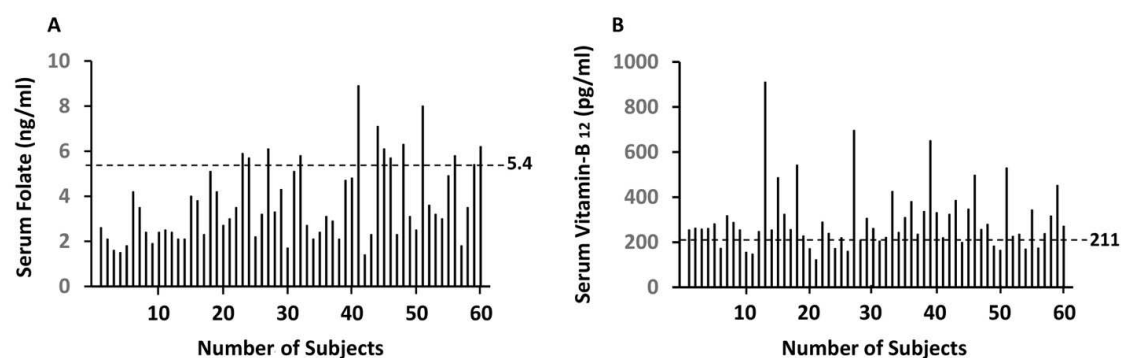 A
Serum Folate (ng/ml)
10
8
6
4
2
0
5.4
10 20 30 40 50 60
Number of Subjects
B
Serum Vitamin-B 12 (pg/ml)
1000
800
600
400
200
0
211
10 20 30 40 50 60
Number of Subjects